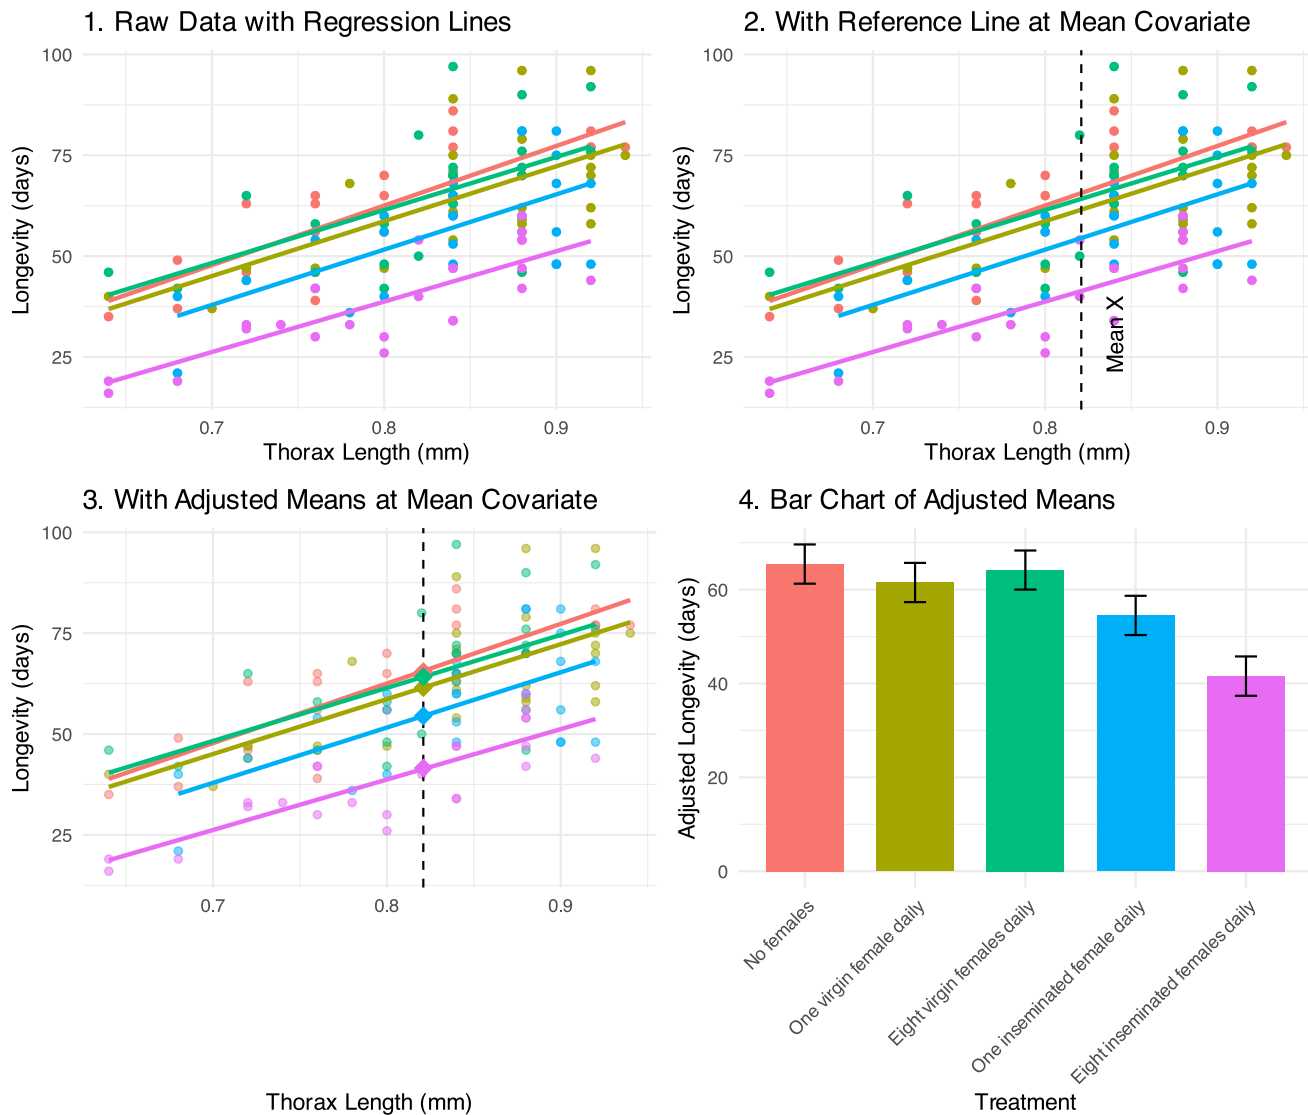 1. Raw Data with Regression Lines
Longevity (days)
100
75
50
25
0.7
0.8
0.9
Thorax Length (mm)
2. With Reference Line at Mean Covariate
Longevity (days)
100
75
50
25
Mean X
0.7
0.8
0.9
Thorax Length (mm)
3. With Adjusted Means at Mean Covariate
Longevity (days)
100
75
50
25
0.7
0.8
0.9
Thorax Length (mm)
4. Bar Chart of Adjusted Means
Adjusted Longevity (days)
60
40
20
0
No females
One virgin female daily
Eight virgin females daily
One inseminated female daily
Eight inseminated females daily
Treatment